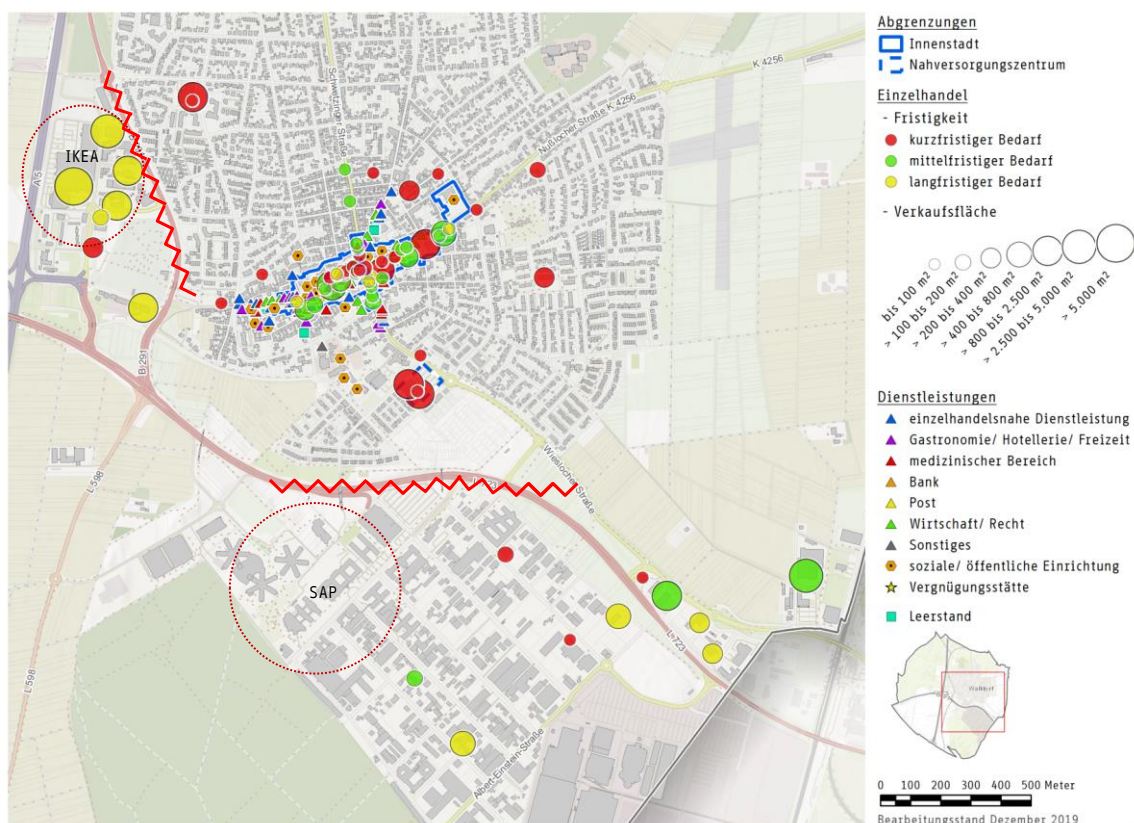 Abgrenzungen
Innenstadt
Nahversorgungszentrum
Einzelhandel
- Fristigkeit
kurzfristiger Bedarf
mittelfristiger Bedarf
langfristiger Bedarf
- Verkaufsfläche
bis 100 m²
> 100 bis 200 m²
> 200 bis 400 m²
> 400 bis 800 m²
> 800 bis 2.500 m²
> 2.500 bis 5.000 m²
> 5.000 m²
Dienstleistungen
einzelhandelsnahe Dienstleistung
Gastronomie/ Hotellerie/ Freizeit
medizinischer Bereich
Bank
Post
Wirtschaft/ Recht
Sonstiges
soziale/ öffentliche Einrichtung
Vergnügungsstätte
Leerstand
Walldorf
0 100 200 300 400 500 Meter
Bearbeitungsstand Dezember 2019
K 4256
Nußlocher Straße K 4256
Schwetzinger Straße
IKEA
A 5
B 291
L 598
L 598
Wieslocher Straße
SAP
L 723
Albert-Einstein-Straße